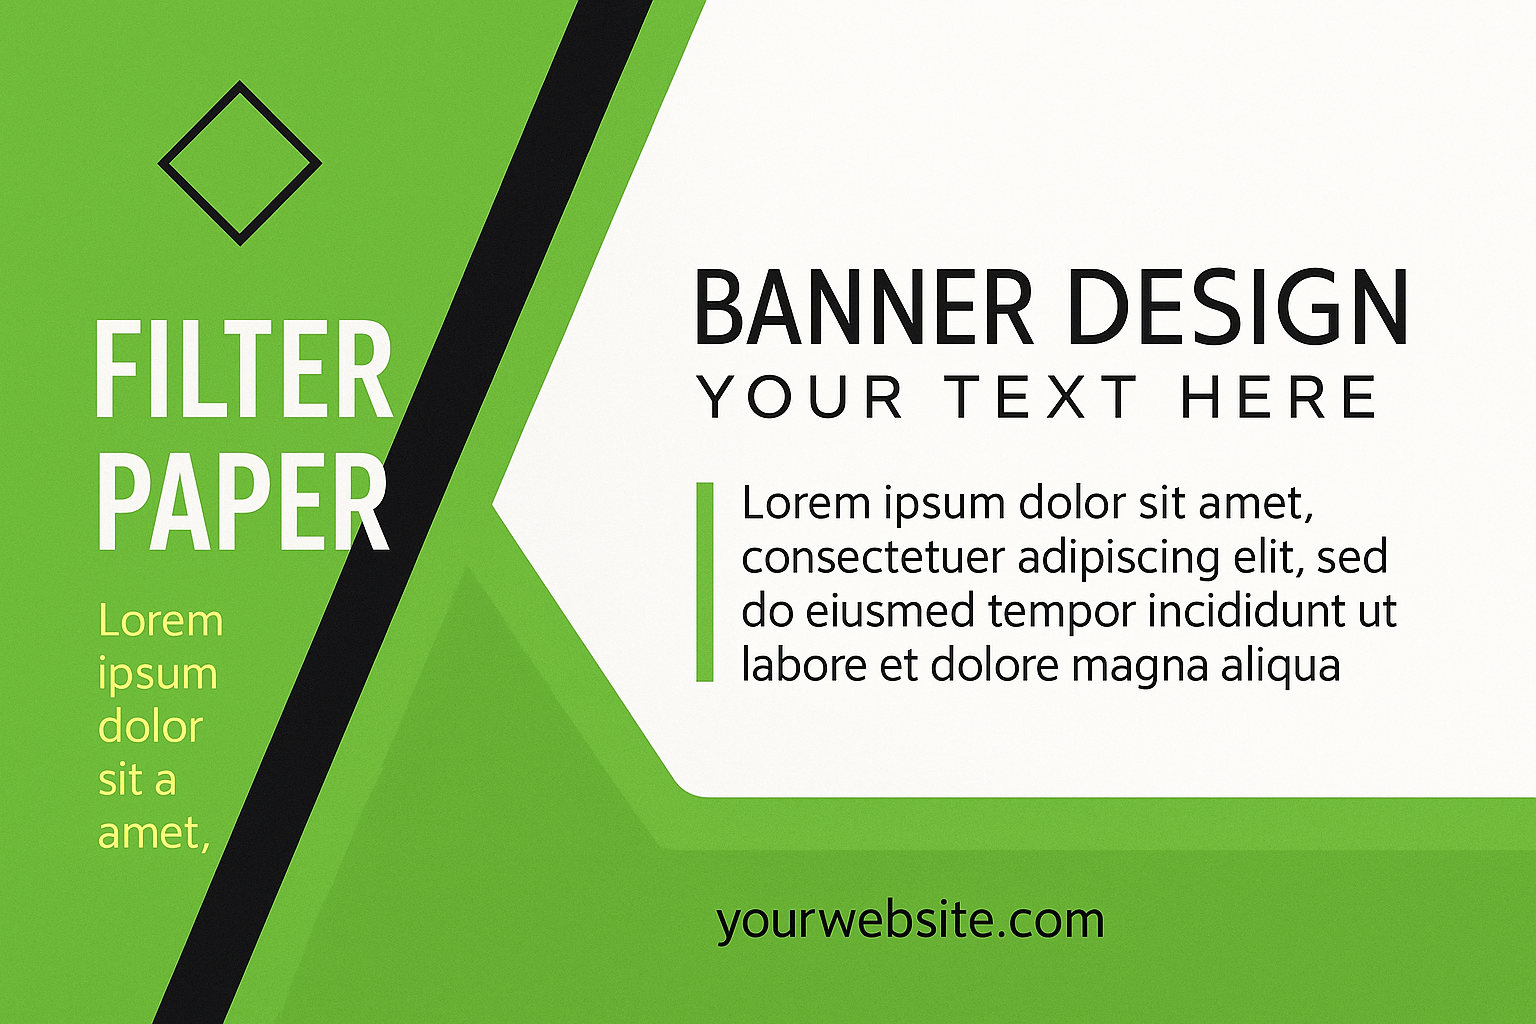 FILTER
PAPER
Lorem
ipsum
dolor
sit a
amet,
BANNER DESIGN
YOUR TEXT HERE
Lorem ipsum dolor sit amet,
consectetuer adipiscing elit, sed
do eiusmed tempor incididunt ut
labore et dolore magna aliqua
yourwebsite.com